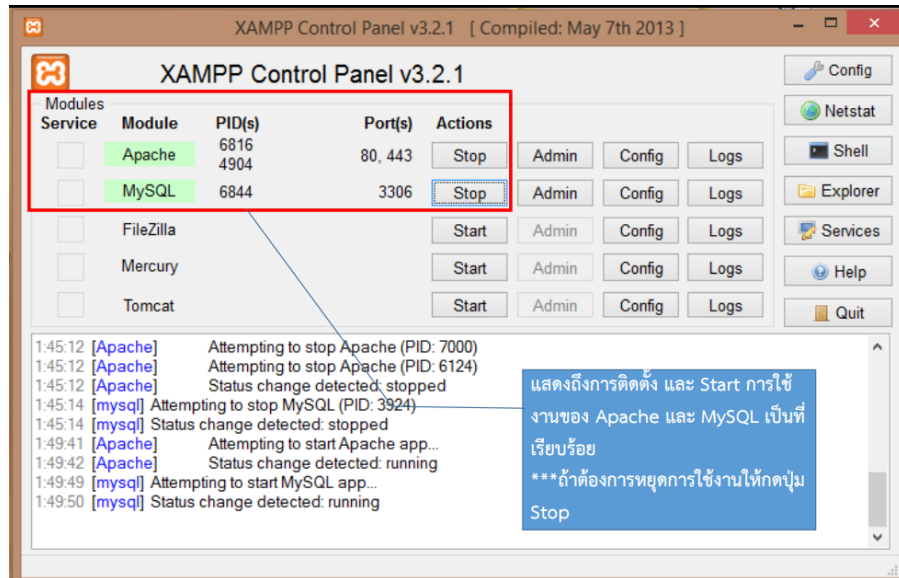 XAMPP Control Panel v3.2.1 [ Compiled: May 7th 2013 ]
XAMPP Control Panel v3.2.1
Config
Modules
Netstat
Service Module PID(s) Port(s) Actions
Apache 6816 80, 443 Stop Admin Config Logs
4904
Shell
MySQL 6844 3306 Stop Admin Config Logs
Explorer
FileZilla Start Admin Config Logs
Services
Mercury Start Admin Config Logs
Help
Tomcat Start Admin Config Logs
Quit
1:45:12 [Apache] Attempting to stop Apache (PID: 7000)
1:45:12 [Apache] Attempting to stop Apache (PID: 6124)
1:45:12 [Apache] Status change detected: stopped
1:45:14 [mysql] Attempting to stop MySQL (PID: 3924)
1:45:14 [mysql] Status change detected: stopped
1:49:41 [Apache] Attempting to start Apache app...
1:49:42 [Apache] Status change detected: running
1:49:49 [mysql] Attempting to start MySQL app...
1:49:50 [mysql] Status change detected: running
แสดงถึงการติดตั้ง และ Start การใช้
งานของ Apache และ MySQL เป็นที่
เรียบร้อย
***ถ้าต้องการหยุดการใช้งานให้กดปุ่ม
Stop